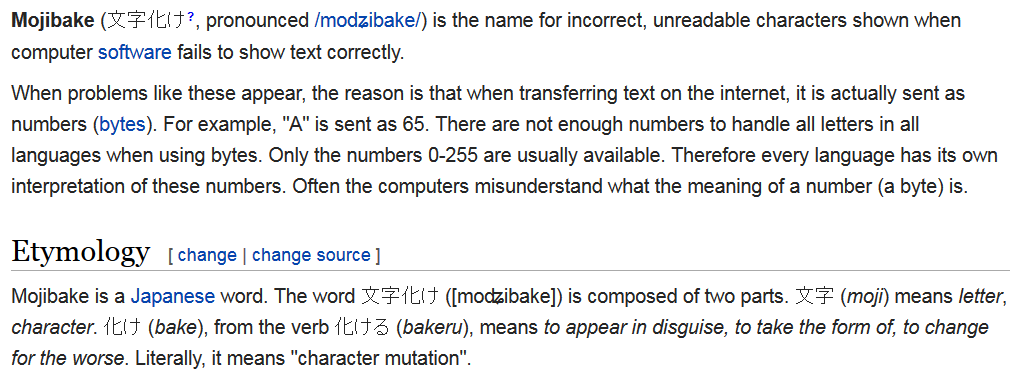 Mojibake (文字化け?, pronounced /modʑibake/) is the name for incorrect, unreadable characters shown when
computer software fails to show text correctly.
When problems like these appear, the reason is that when transferring text on the internet, it is actually sent as
numbers (bytes). For example, "A" is sent as 65. There are not enough numbers to handle all letters in all
languages when using bytes. Only the numbers 0-255 are usually available. Therefore every language has its own
interpretation of these numbers. Often the computers misunderstand what the meaning of a number (a byte) is.
Etymology [ change | change source ]
Mojibake is a Japanese word. The word 文字化け ([modʑibake]) is composed of two parts. 文字 (moji) means letter,
character. 化け (bake), from the verb 化ける (bakeru), means to appear in disguise, to take the form of, to change
for the worse. Literally, it means "character mutation".